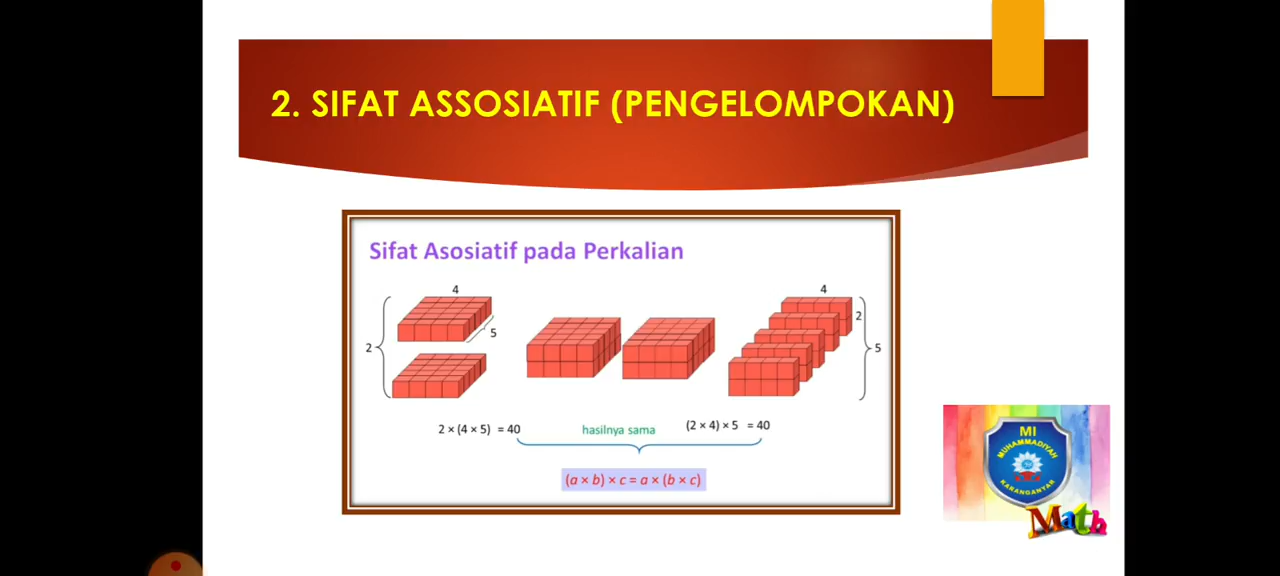 2. SIFAT ASSOSIATIF (PENGELOMPOKAN)
Sifat Asosiatif pada Perkalian
4
5
2
4
2
5
2 × (4 × 5) = 40
hasilnya sama
(2 × 4) × 5 = 40
(a × b) × c = a × (b × c)
MI
MUHAMMADIYAH
KARANGANYAR
Math